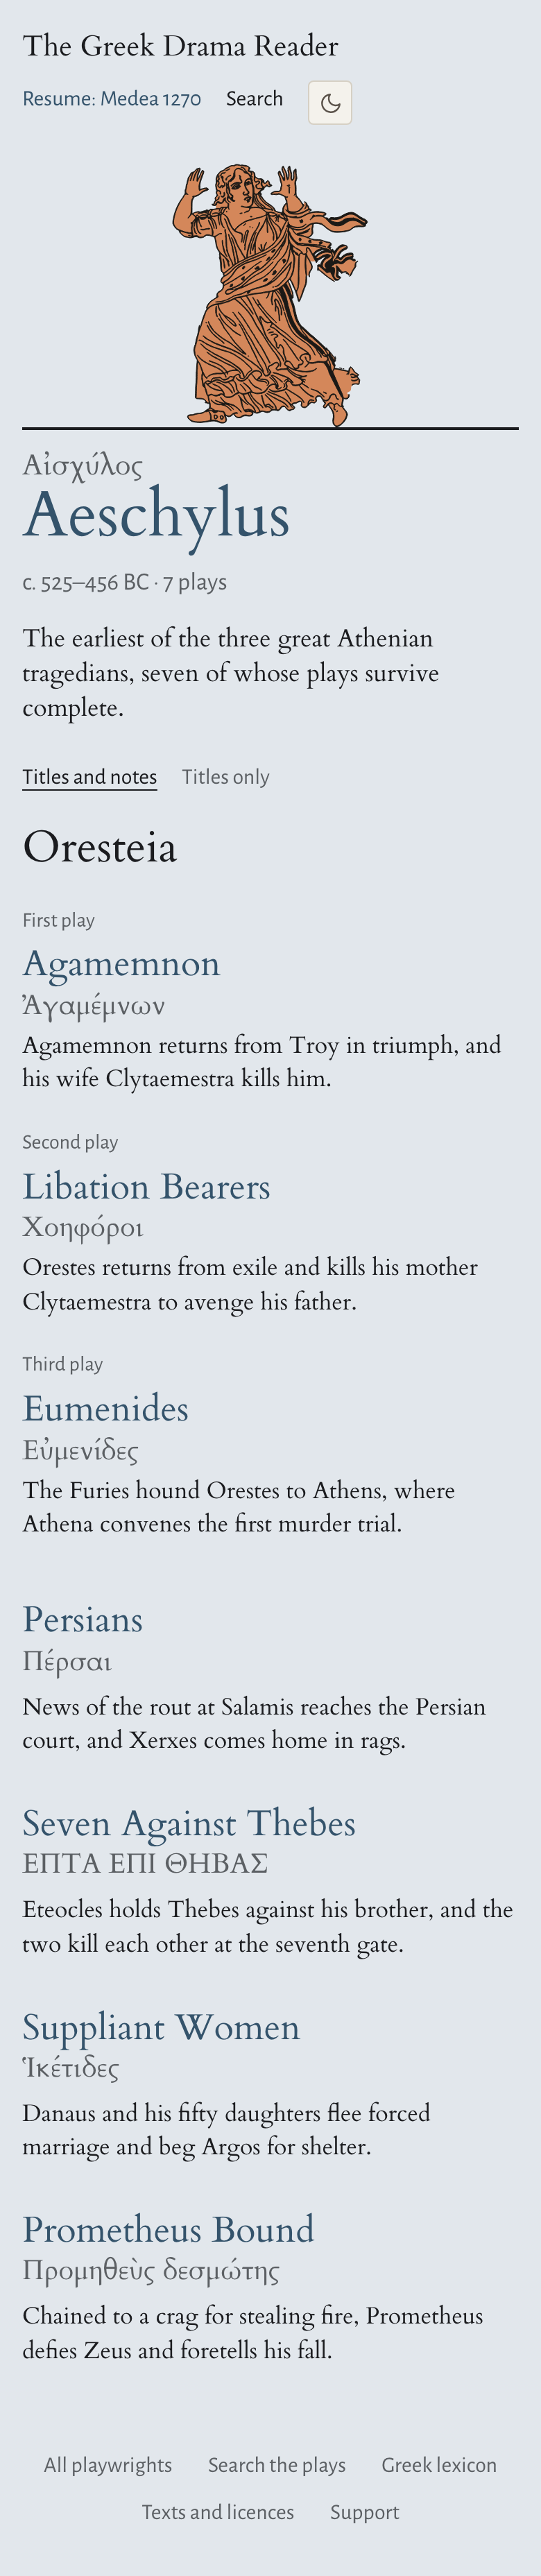 The Greek Drama Reader
Resume: Medea 1270 Search
Αἰσχύλος
Aeschylus
c. 525–456 BC · 7 plays
The earliest of the three great Athenian
tragedians, seven of whose plays survive
complete.
Titles and notes Titles only
Oresteia
First play
Agamemnon
Ἀγαμέμνων
Agamemnon returns from Troy in triumph, and
his wife Clytaemestra kills him.
Second play
Libation Bearers
Χοηφόροι
Orestes returns from exile and kills his mother
Clytaemestra to avenge his father.
Third play
Eumenides
Εὐμενίδες
The Furies hound Orestes to Athens, where
Athena convenes the first murder trial.
Persians
Πέρσαι
News of the rout at Salamis reaches the Persian
court, and Xerxes comes home in rags.
Seven Against Thebes
ΕΠΤΑ ΕΠΙ ΘΗΒΑΣ
Eteocles holds Thebes against his brother, and the
two kill each other at the seventh gate.
Suppliant Women
Ἱκέτιδες
Danaus and his fifty daughters flee forced
marriage and beg Argos for shelter.
Prometheus Bound
Προμηθεὺς δεσμώτης
Chained to a crag for stealing fire, Prometheus
defies Zeus and foretells his fall.
All playwrights Search the plays Greek lexicon
Texts and licences Support